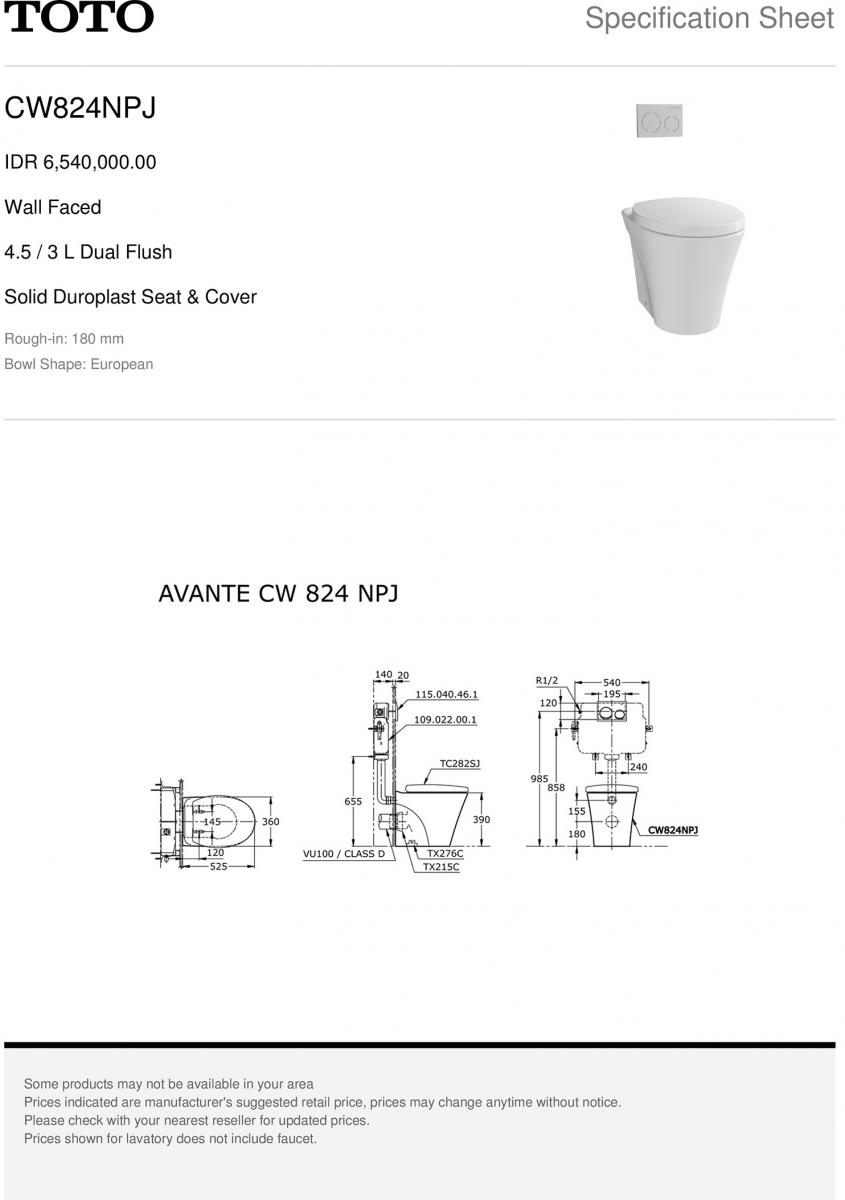 TOTO
Specification Sheet
CW824NPJ
IDR 6,540,000.00
Wall Faced
4.5 / 3 L Dual Flush
Solid Duroplast Seat & Cover
Rough-in: 180 mm
Bowl Shape: European
AVANTE CW 824 NPJ
145
120
525
360
140 20
115.040.46.1
109.022.00.1
TC282SJ
655
390
VU100 / CLASS D
TX276C
TX215C
R1/2
540
195
120
240
985
858
155
180
CW824NPJ
Some products may not be available in your area
Prices indicated are manufacturer's suggested retail price, prices may change anytime without notice.
Please check with your nearest reseller for updated prices.
Prices shown for lavatory does not include faucet.